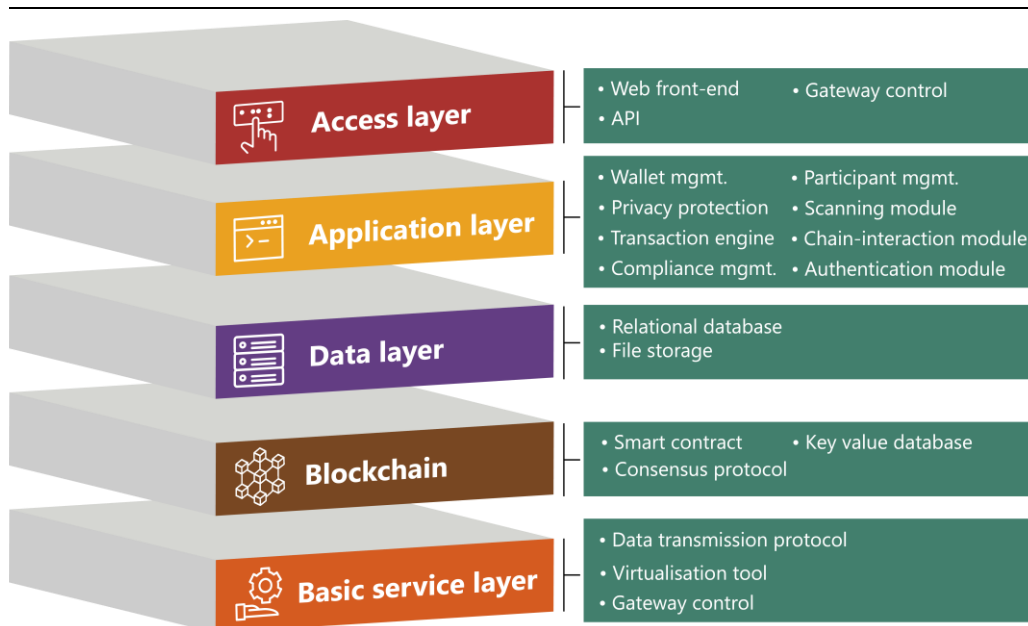 Access layer
• Web front-end
• Gateway control
• API
Application layer
• Wallet mgmt.
• Participant mgmt.
• Privacy protection
• Scanning module
• Transaction engine
• Chain-interaction module
• Compliance mgmt.
• Authentication module
Data layer
• Relational database
• File storage
Blockchain
• Smart contract
• Key value database
• Consensus protocol
Basic service layer
• Data transmission protocol
• Virtualisation tool
• Gateway control